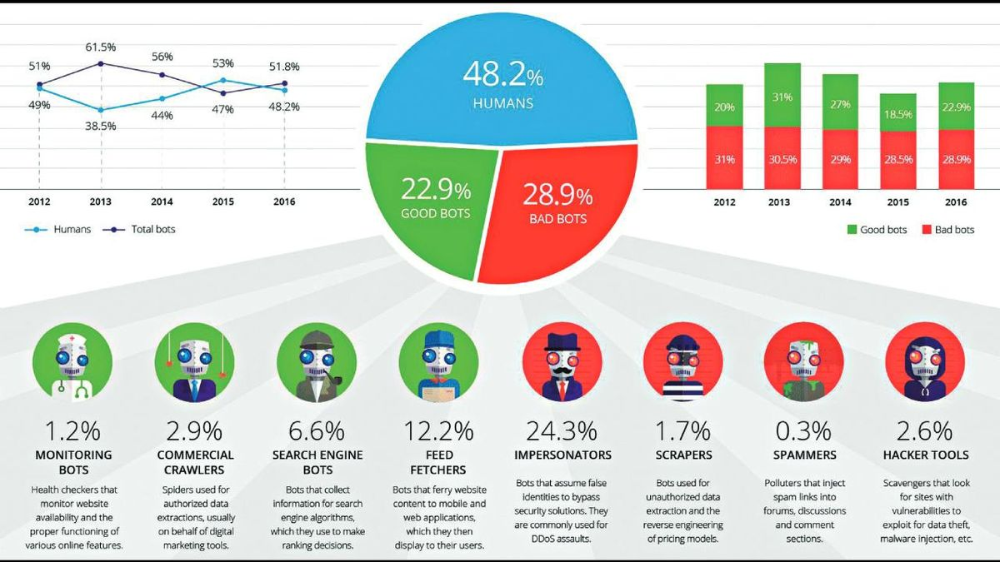 51%
61.5%
56%
53%
51.8%
49%
38.5%
44%
47%
48.2%
2012 2013 2014 2015 2016
Humans Total bots
48.2%
HUMANS
22.9%
GOOD BOTS
28.9%
BAD BOTS
20%
31%
27%
18.5%
22.9%
31%
30.5%
29%
28.5%
28.9%
2012 2013 2014 2015 2016
Good bots Bad bots
1.2%
MONITORING
BOTS
Health checkers that
monitor website
availability and the
proper functioning of
various online features.
2.9%
COMMERCIAL
CRAWLERS
Spiders used for
authorized data
extractions, usually
on behalf of digital
marketing tools.
6.6%
SEARCH ENGINE
BOTS
Bots that collect
information for search
engine algorithms,
which they use to make
ranking decisions.
12.2%
FEED
FETCHERS
Bots that ferry website
content to mobile and
web applications,
which they then
display to their users.
24.3%
IMPERSONATORS
Bots that assume false
identities to bypass
security solutions. They
are commonly used for
DDoS assaults.
1.7%
SCRAPERS
Bots used for
unauthorized data
extraction and the
reverse engineering
of pricing models.
0.3%
SPAMMERS
Polluters that inject
spam links into
forums, discussions
and comment
sections.
2.6%
HACKER TOOLS
Scavengers that look
for sites with
vulnerabilities to
exploit for data theft,
malware injection, etc.